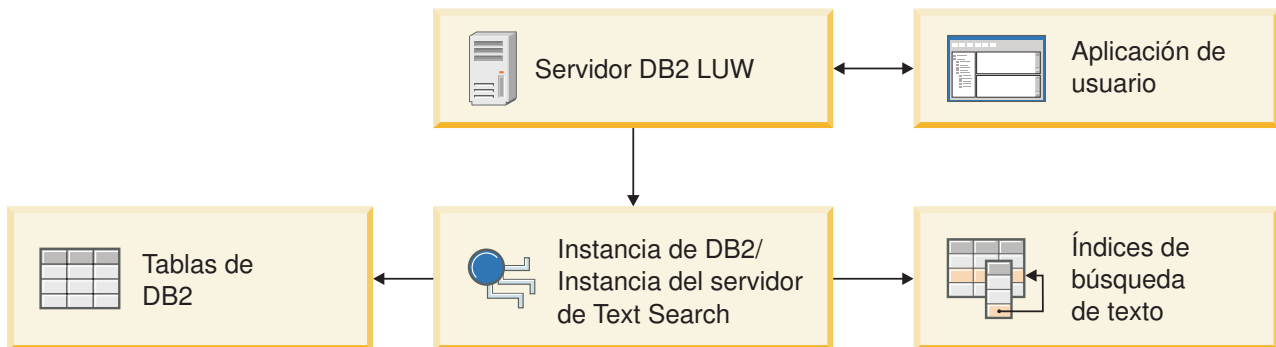 Servidor DB2 LUW
Aplicación de
usuario
Tablas de
DB2
Instancia de DB2/
Instancia del servidor
de Text Search
Índices de
búsqueda
de texto